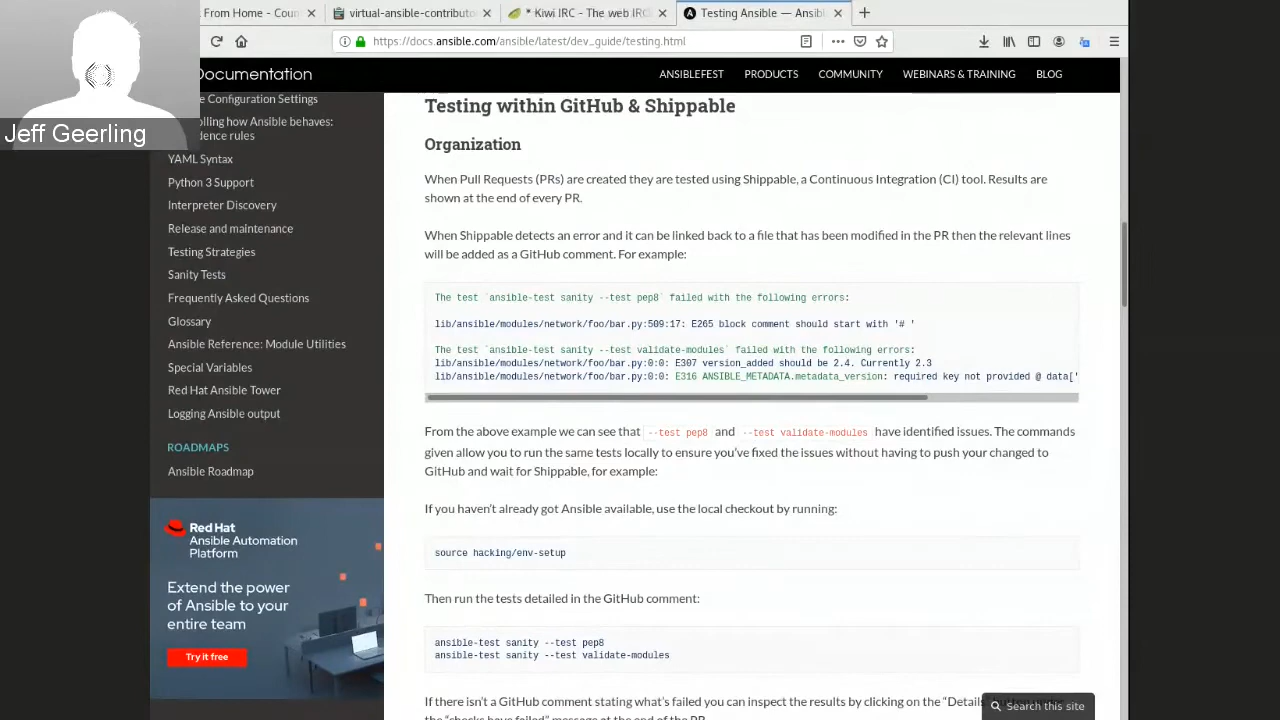 From Home - Coun
virtual-ansible-contributo
*Kiwi IRC - The web IRC
Testing Ansible — Ansibl
https://docs.ansible.com/ansible/latest/dev_guide/testing.html
Jeff Geerling
Documentation
ANSIBLEFEST
PRODUCTS
COMMUNITY
WEBINARS & TRAINING
BLOG
Configuration Settings
olling how Ansible behaves:
dence rules
YAML Syntax
Python 3 Support
Interpreter Discovery
Release and maintenance
Testing Strategies
Sanity Tests
Frequently Asked Questions
Glossary
Ansible Reference: Module Utilities
Special Variables
Red Hat Ansible Tower
Logging Ansible output
ROADMAPS
Ansible Roadmap
Red Hat
Ansible Automation
Platform
Extend the power
of Ansible to your
entire team
Try it free
Testing within GitHub & Shippable
Organization
When Pull Requests (PRs) are created they are tested using Shippable, a Continuous Integration (CI) tool. Results are
shown at the end of every PR.
When Shippable detects an error and it can be linked back to a file that has been modified in the PR then the relevant lines
will be added as a GitHub comment. For example:
The test `ansible-test sanity --test pep8` failed with the following errors:
lib/ansible/modules/network/foo/bar.py:509:17: E265 block comment should start with '# '
The test `ansible-test sanity --test validate-modules` failed with the following errors:
lib/ansible/modules/network/foo/bar.py:0:0: E307 version_added should be 2.4. Currently 2.3
lib/ansible/modules/network/foo/bar.py:0:0: E316 ANSIBLE_METADATA.metadata_version: required key not provided @ data['
From the above example we can see that --test pep8 and --test validate-modules have identified issues. The commands
given allow you to run the same tests locally to ensure you've fixed the issues without having to push your changed to
GitHub and wait for Shippable, for example:
If you haven't already got Ansible available, use the local checkout by running:
source hacking/env-setup
Then run the tests detailed in the GitHub comment:
ansible-test sanity --test pep8
ansible-test sanity --test validate-modules
If there isn't a GitHub comment stating what's failed you can inspect the results by clicking on the "Details"
the "checks have failed" message at the end of the PR.
Search this site